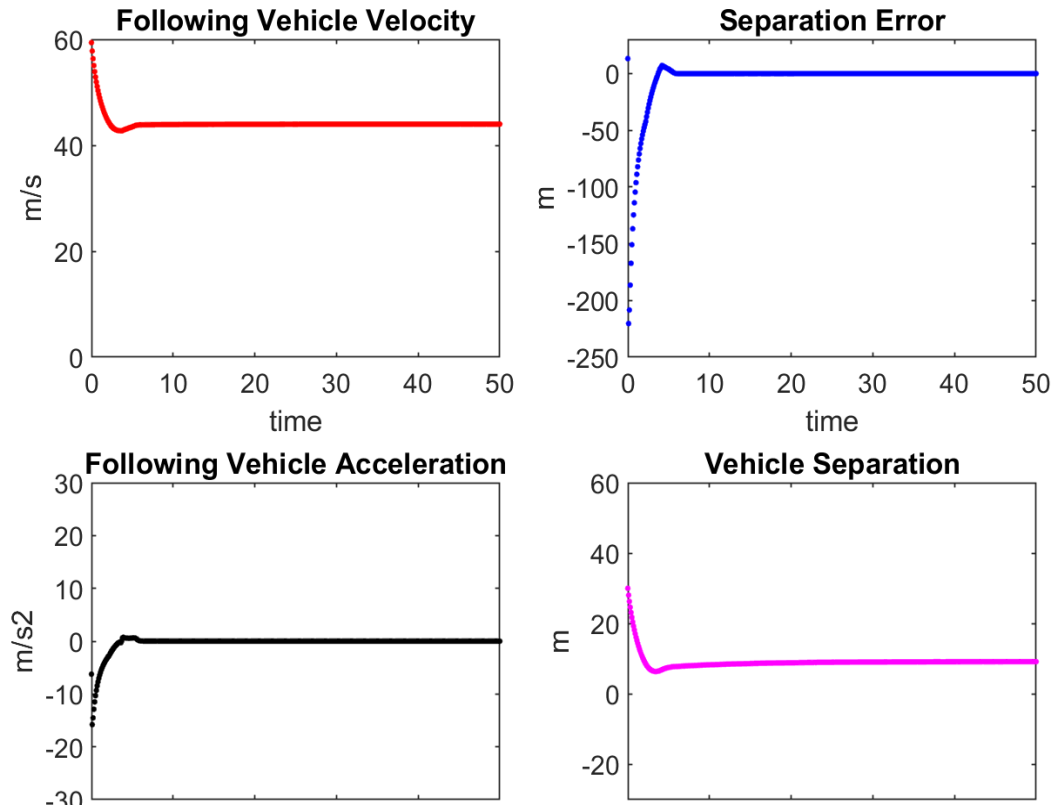 Following Vehicle Velocity
60
40
20
0
m/s
0 10 20 30 40 50
time
Separation Error
0
-50
-100
-150
-200
-250
m
0 10 20 30 40 50
time
Following Vehicle Acceleration
30
20
10
0
-10
-20
-30
m/s2
Vehicle Separation
60
40
20
0
-20
m